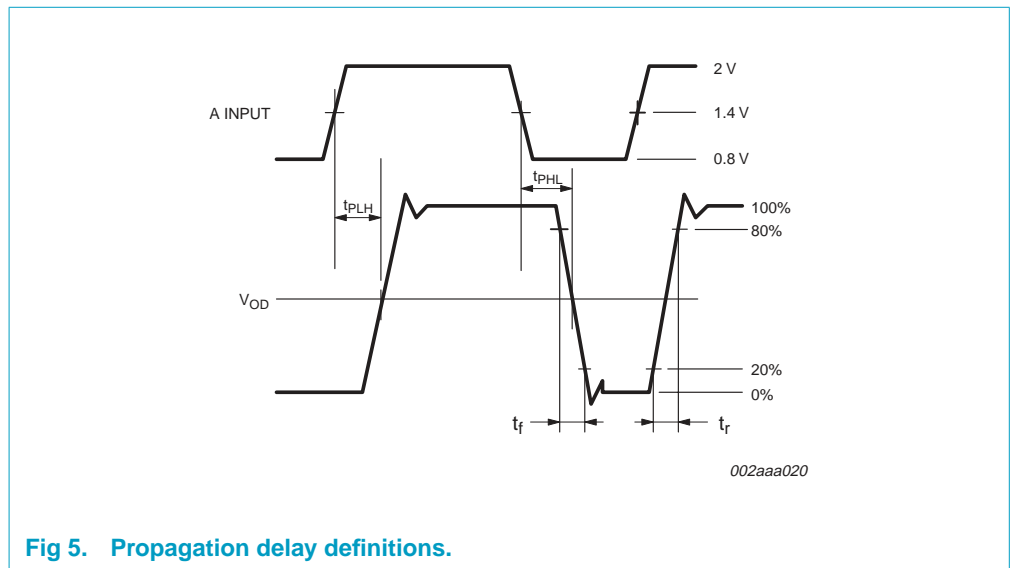 2 V
A INPUT
1.4 V
0.8 V
tPHL
tPLH
100%
80%
VOD
20%
0%
tf
tr
002aaa020
Fig 5. Propagation delay definitions.